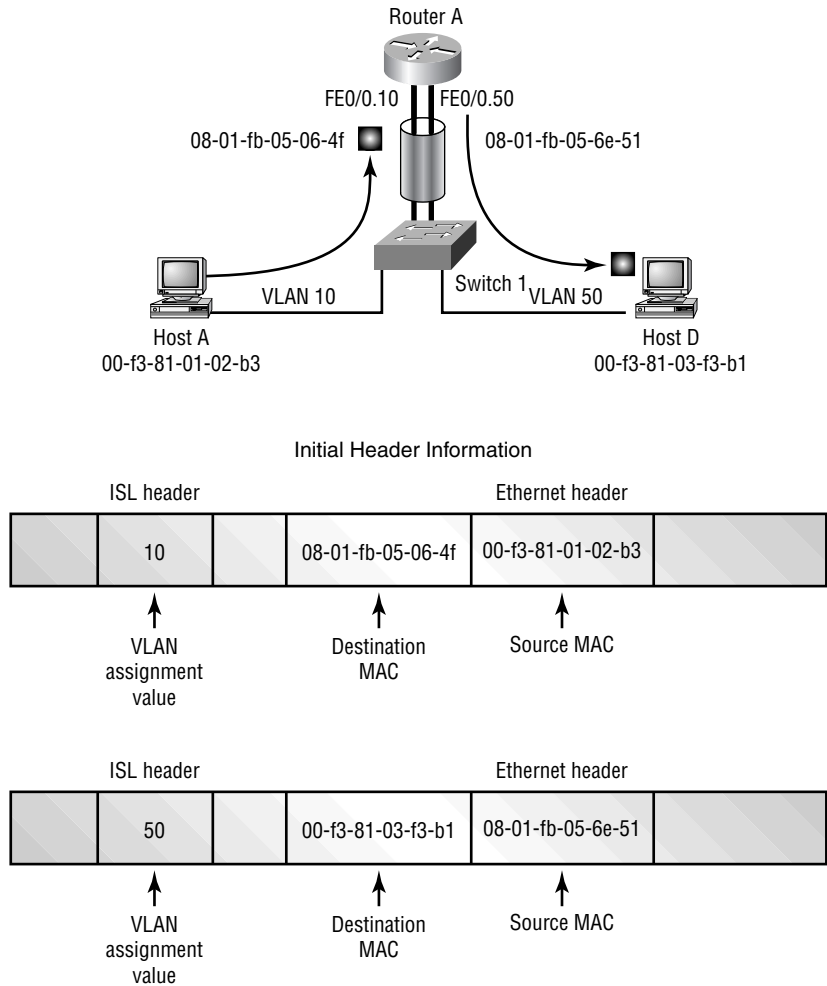 Router A
FE0/0.10
FE0/0.50
08-01-fb-05-06-4f
08-01-fb-05-6e-51
VLAN 10
Switch 1
VLAN 50
Host A
00-f3-81-01-02-b3
Host D
00-f3-81-03-f3-b1
Initial Header Information
ISL header
Ethernet header
10
08-01-fb-05-06-4f
00-f3-81-01-02-b3
VLAN
assignment
value
Destination
MAC
Source MAC
ISL header
Ethernet header
50
00-f3-81-03-f3-b1
08-01-fb-05-6e-51
VLAN
assignment
value
Destination
MAC
Source MAC